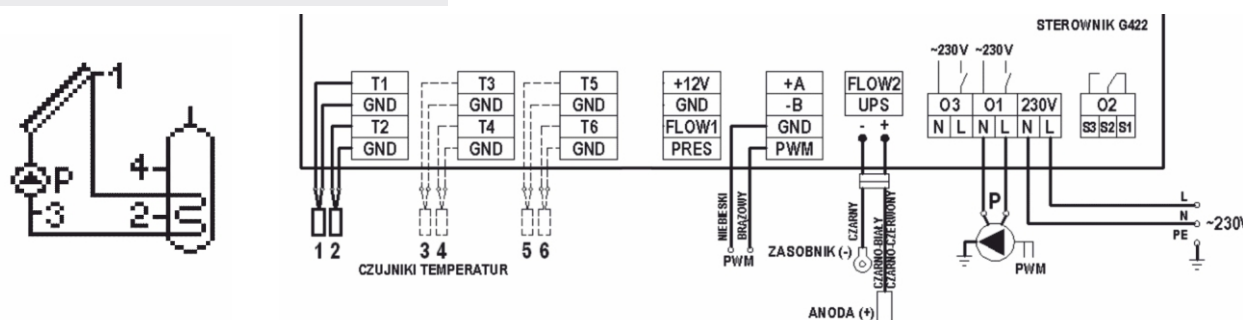 1
4
P
3
2
STEROWNIK G422
~230V ~230V
T1 T3 T5 +12V +A FLOW2
GND GND GND GND -B UPS
O3 O1 230V O2
T2 T4 T6 FLOW1 GND - +
N L N L N L S3 S2 S1
GND GND GND PRES PWM
NIEBIESKI
BRĄZOWY
CZARNY
CZARNO-BIAŁY
CZARNO-CZERWONY
P
L
N
~230V
PE
1 2 3 4 5 6
CZUJNIKI TEMPERATUR
PWM
ZASOBNIK (-)
PWM
ANODA (+)